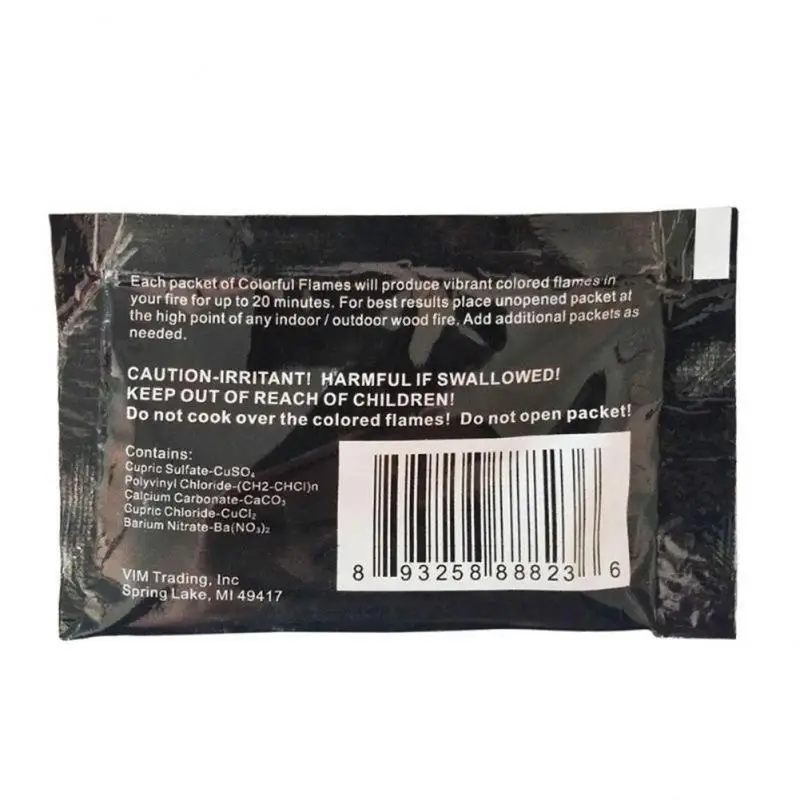 Each packet of Colorful Flames will produce vibrant colored flames in
your fire for up to 20 minutes. For best results place unopened packet at
the high point of any indoor / outdoor wood fire. Add additional packets as
needed.
CAUTION-IRRITANT! HARMFUL IF SWALLOWED!
KEEP OUT OF REACH OF CHILDREN!
Do not cook over the colored flames! Do not open packet!
Contains:
Cupric Sulfate-CuSO₄
Polyvinyl Chloride-(CH2-CHCl)n
Calcium Carbonate-CaCO₃
Cupric Chloride-CuCl₂
Barium Nitrate-Ba(NO₃)₂
VIM Trading, Inc
Spring Lake, MI 49417
8 93258 88823 6